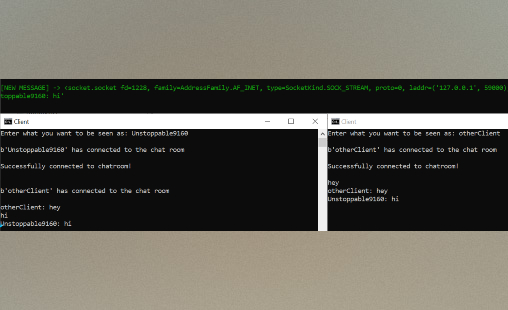 [NEW MESSAGE] -> <socket.socket fd=1228, family=AddressFamily.AF_INET, type=SocketKind.SOCK_STREAM, proto=0, laddr=('127.0.0.1', 59000)
toppable9160: hi'
Client
Enter what you want to be seen as: Unstoppable9160
b'Unstoppable9160' has connected to the chat room
Successfully connected to chatroom!
b'otherClient' has connected to the chat room
otherClient: hey
hi
Unstoppable9160: hi
Client
Enter what you want to be seen as: otherClient
b'otherClient' has connected to the chat room
Successfully connected to chatroom!
hey
otherClient: hey
Unstoppable9160: hi